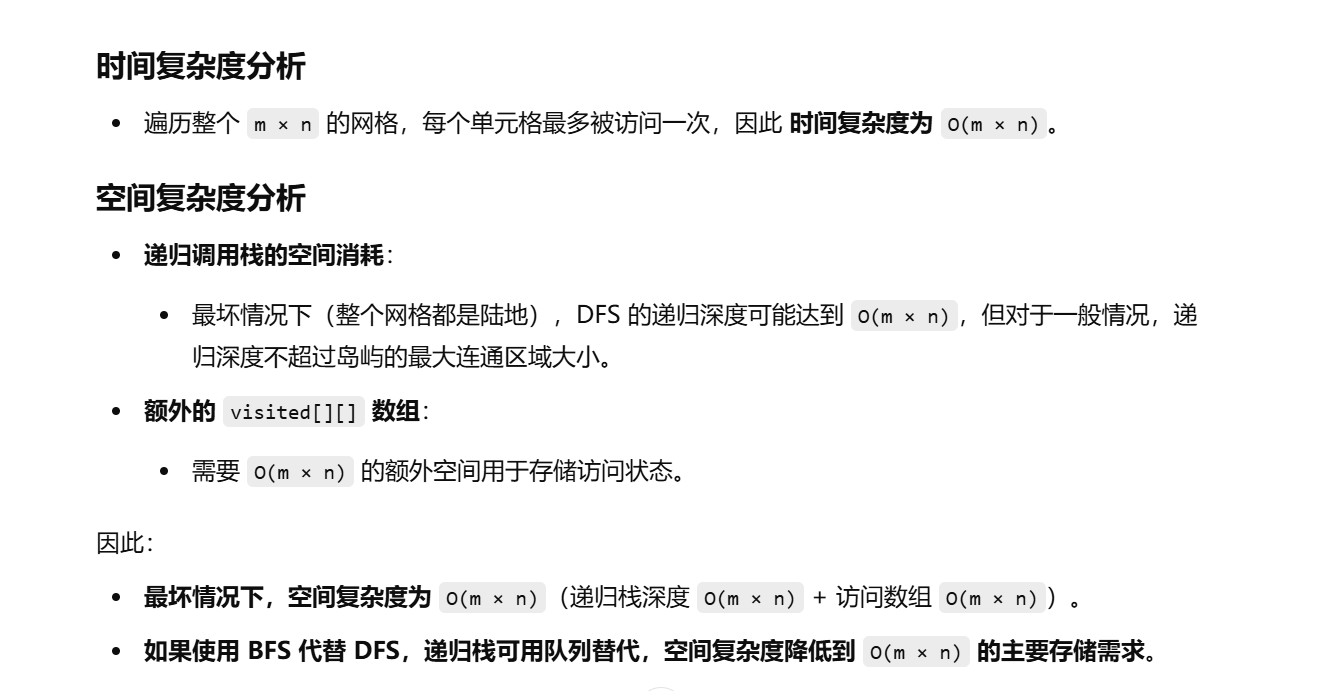 时间复杂度分析
• 遍历整个 m × n 的网格，每个单元格最多被访问一次，因此 时间复杂度为 O(m × n)。
空间复杂度分析
• 递归调用栈的空间消耗：
• 最坏情况下（整个网格都是陆地），DFS 的递归深度可能达到 O(m × n)，但对于一般情况，递
归深度不超过岛屿的最大连通区域大小。
• 额外的 visited[][] 数组：
• 需要 O(m × n) 的额外空间用于存储访问状态。
因此：
• 最坏情况下，空间复杂度为 O(m × n)（递归栈深度 O(m × n) + 访问数组 O(m × n)）。
• 如果使用 BFS 代替 DFS，递归栈可用队列替代，空间复杂度降低到 O(m × n) 的主要存储需求。